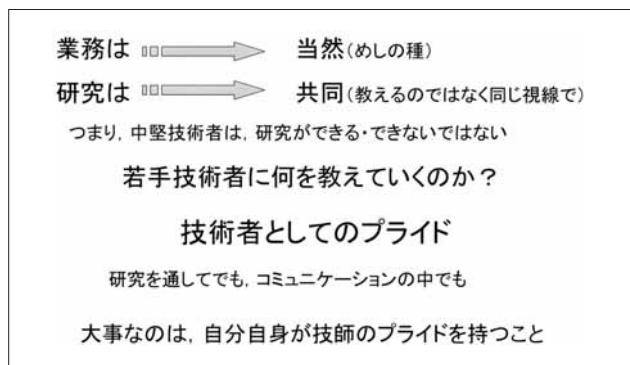 業務は 当然(めしの種)
研究は 共同(教えるのではなく同じ視線で)
つまり,中堅技術者は,研究ができる・できないではない
若手技術者に何を教えていくのか?
技術者としてのプライド
研究を通してでも,コミュニケーションの中でも
大事なのは,自分自身が技師のプライドを持つこと